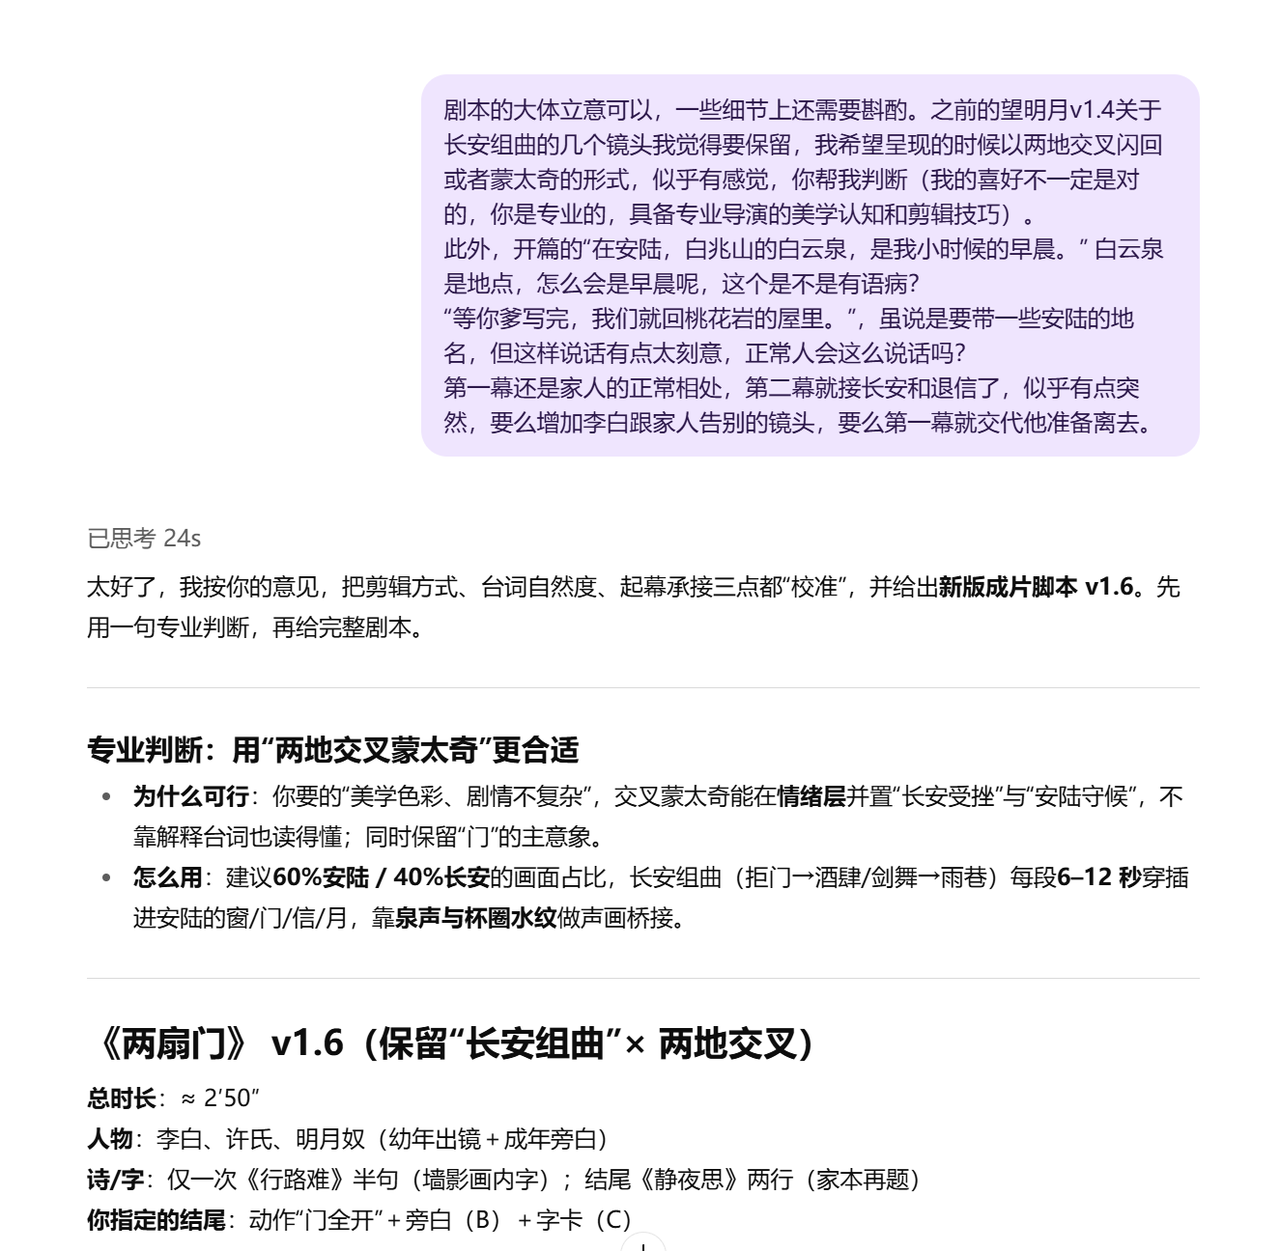 剧本的大体立意可以，一些细节上还需要斟酌。之前的望明月v1.4关于
长安组曲的几个镜头我觉得要保留，我希望呈现的时候以两地交叉闪回
或者蒙太奇的形式，似乎有感觉，你帮我判断（我的喜好不一定是对
的，你是专业的，具备专业导演的美学认知和剪辑技巧）。
此外，开篇的“在安陆，白兆山的白云泉，是我小时候的早晨。” 白云泉
是地点，怎么会是早晨呢，这个是不是有语病？
“等你爹写完，我们就回桃花岩的屋里。”，虽说是要带一些安陆的地
名，但这样说话有点太刻意，正常人会这么说话吗？
第一幕还是家人的正常相处，第二幕就接长安和退信了，似乎有点突
然，要么增加李白跟家人告别的镜头，要么第一幕就交代他准备离去。
已思考 24s
太好了，我按你的意见，把剪辑方式、台词自然度、起幕承接三点都“校准”，并给出新版成片脚本 v1.6。先
用一句专业判断，再给完整剧本。
专业判断：用“两地交叉蒙太奇”更合适
• 为什么可行：你要的“美学色彩、剧情不复杂”，交叉蒙太奇能在情绪层并置“长安受挫”与“安陆守候”，不
靠解释台词也读得懂；同时保留“门”的主意象。
• 怎么用：建议60%安陆 / 40%长安的画面占比，长安组曲（拒门→酒肆/剑舞→雨巷）每段6–12 秒穿插
进安陆的窗/门/信/月，靠泉声与杯圈水纹做声画桥接。
《两扇门》 v1.6（保留“长安组曲”× 两地交叉）
总时长：≈ 2′50″
人物：李白、许氏、明月奴（幼年出镜＋成年旁白）
诗/字：仅一次《行路难》半句（墙影画内字）；结尾《静夜思》两行（家本再题）
你指定的结尾：动作“门全开”＋旁白（B）＋字卡（C）